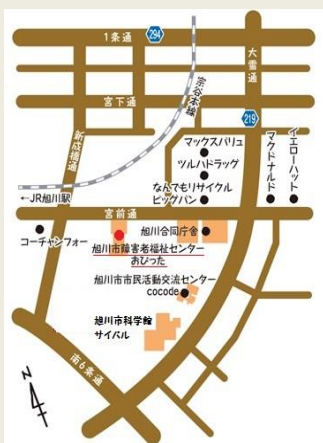 1条通
294
大雪通
宗谷本線
宮下通
219
新成橋通
マックスバリュ
ツルハドラッグ
なんでもリサイクル
ビッグバン
マクドナルド
イエローハット
←JR旭川駅
宮前通
コーチャンフォー
旭川合同庁舎
旭川市障害者福祉センター
おぴった
旭川市市民活動交流センター
cocode
旭川市科学館
サイパル
南6条通
N